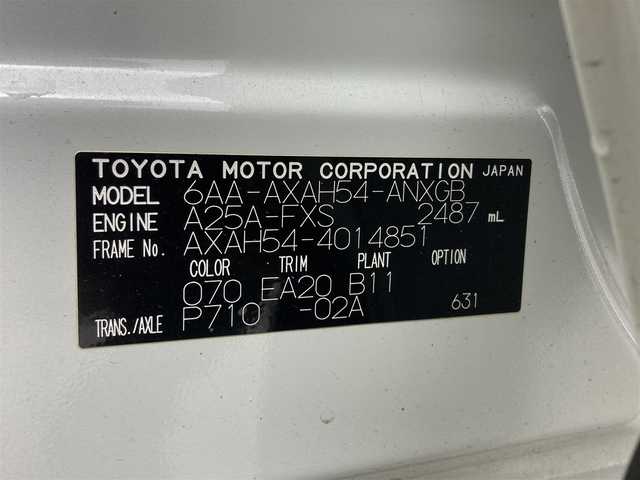 TOYOTA MOTOR CORPORATION JAPAN
MODEL 6AA-AXAH54-ANXGB
ENGINE A25A-FXS 2487 mL
FRAME No. AXAH54-4014851
COLOR TRIM PLANT OPTION
070 EA20 B11
TRANS./AXLE P710 -02A 631